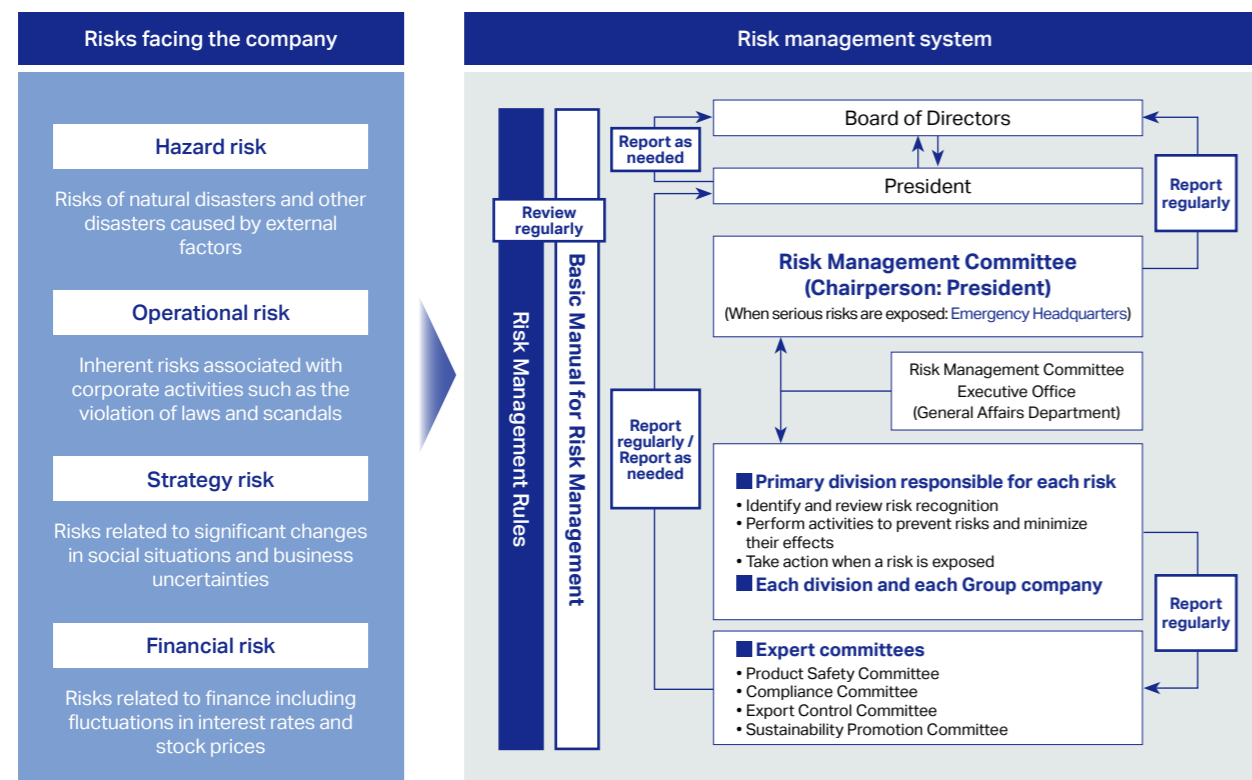 Risks facing the company
Hazard risk
Risks of natural disasters and other
disasters caused by external
factors
Operational risk
Inherent risks associated with
corporate activities such as the
violation of laws and scandals
Strategy risk
Risks related to significant changes
in social situations and business
uncertainties
Financial risk
Risks related to finance including
fluctuations in interest rates and
stock prices
Risk management system
Risk Management Rules
Basic Manual for Risk Management
Review
regularly
Report as
needed
Board of Directors
President
Report
regularly
Risk Management Committee
(Chairperson: President)
(When serious risks are exposed: Emergency Headquarters)
Risk Management Committee
Executive Office
(General Affairs Department)
Report
regularly /
Report as
needed
■ Primary division responsible for each risk
• Identify and review risk recognition
• Perform activities to prevent risks and minimize
their effects
• Take action when a risk is exposed
■ Each division and each Group company
Report
regularly
■ Expert committees
• Product Safety Committee
• Compliance Committee
• Export Control Committee
• Sustainability Promotion Committee